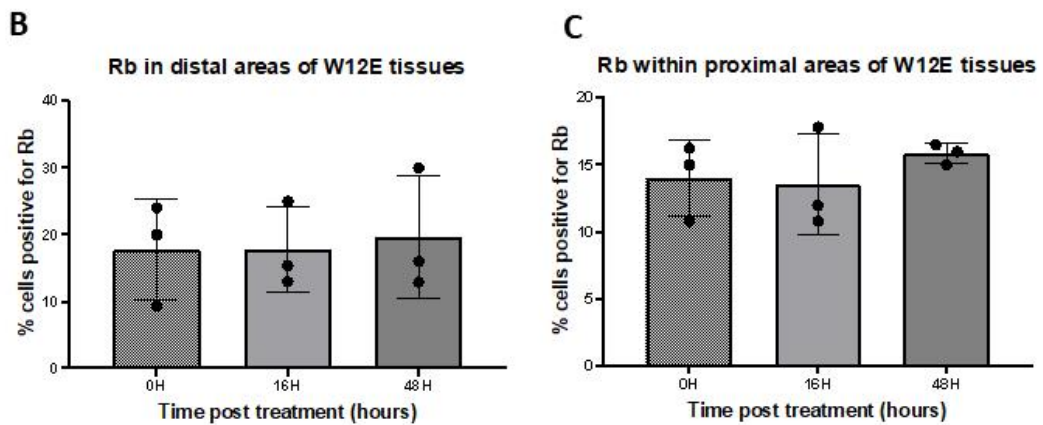 B
Rb in distal areas of W12E tissues
% cells positive for Rb
40
30
20
10
0
0H 16H 48H
Time post treatment (hours)
C
Rb within proximal areas of W12E tissues
% cells positive for Rb
20
15
10
5
0
0H 16H 48H
Time post treatment (hours)